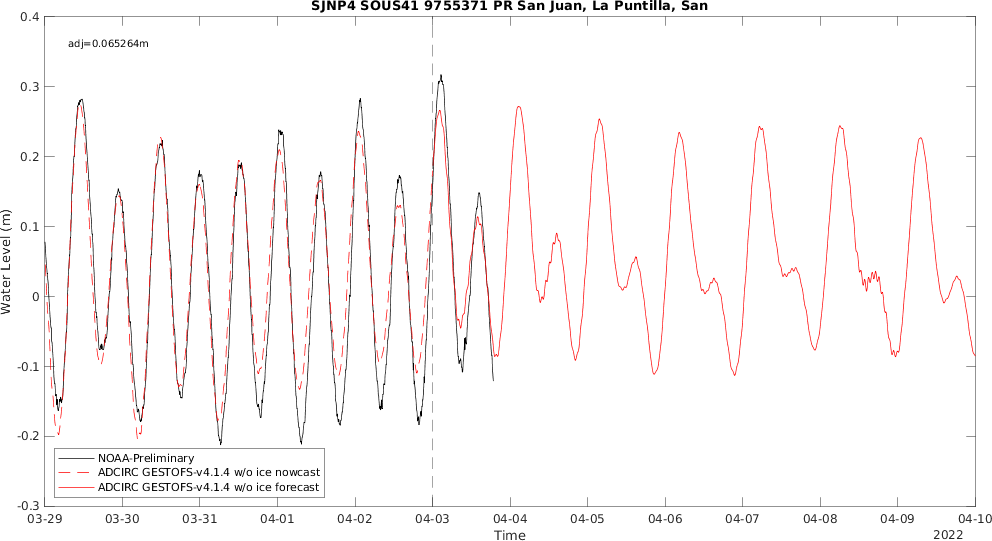 SJNP4 SOUS41 9755371 PR San Juan, La Puntilla, San
adj=0.065264m
0.4
0.3
0.2
0.1
0
-0.1
-0.2
-0.3
Water Level (m)
NOAA-Preliminary
ADCIRC GESTOFS-v4.1.4 w/o ice nowcast
ADCIRC GESTOFS-v4.1.4 w/o ice forecast
03-29 03-30 03-31 04-01 04-02 04-03 04-04 04-05 04-06 04-07 04-08 04-09 04-10
Time
2022